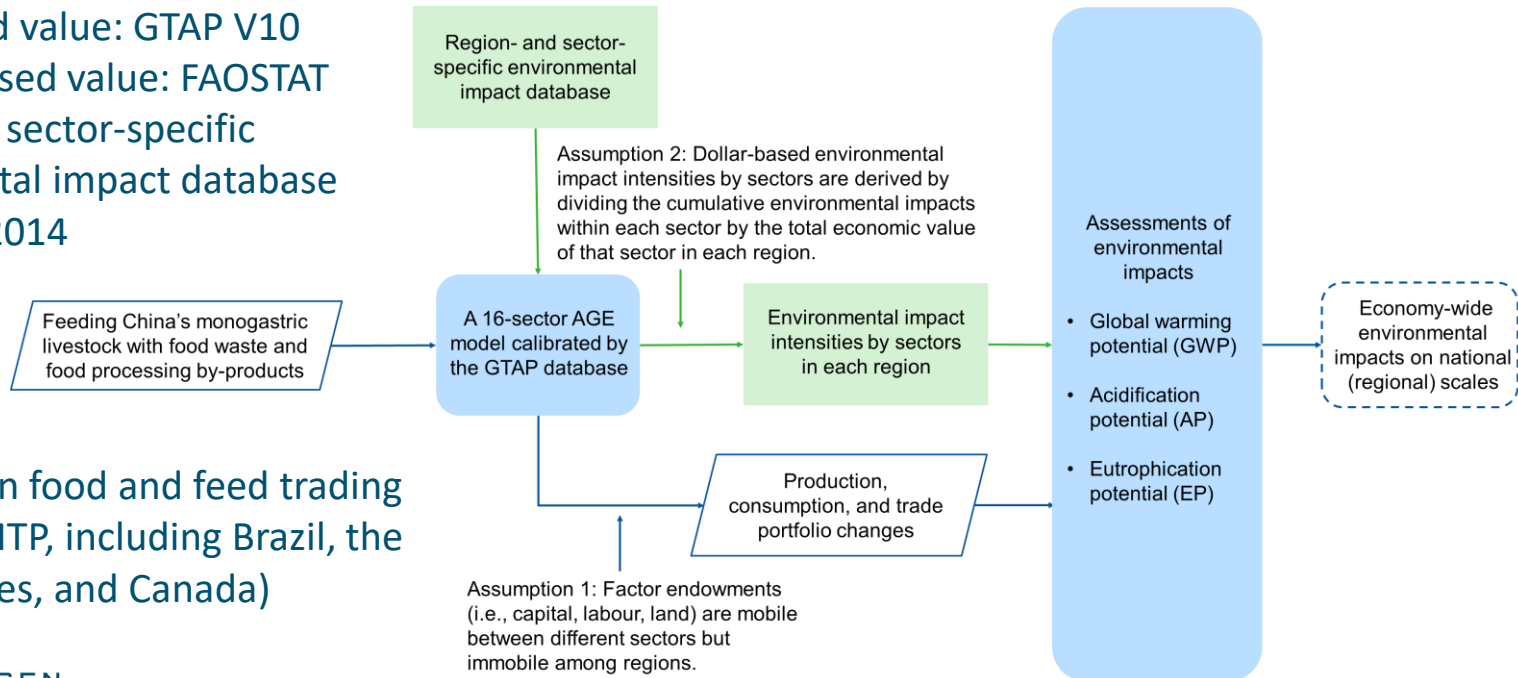 d value: GTAP V10
sed value: FAOSTAT
sector-specific
tal impact database
2014
Region- and sector-
specific environmental
impact database
Assumption 2: Dollar-based environmental
impact intensities by sectors are derived by
dividing the cumulative environmental impacts
within each sector by the total economic value
of that sector in each region.
Feeding China's monogastric
livestock with food waste and
food processing by-products
A 16-sector AGE
model calibrated by
the GTAP database
Environmental impact
intensities by sectors
in each region
Assessments of
environmental
impacts
• Global warming
potential (GWP)
• Acidification
potential (AP)
• Eutrophication
potential (EP)
Economy-wide
environmental
impacts on national
(regional) scales
Production,
consumption, and trade
portfolio changes
Assumption 1: Factor endowments
(i.e., capital, labour, land) are mobile
between different sectors but
immobile among regions.
n food and feed trading
MTP, including Brazil, the
es, and Canada)